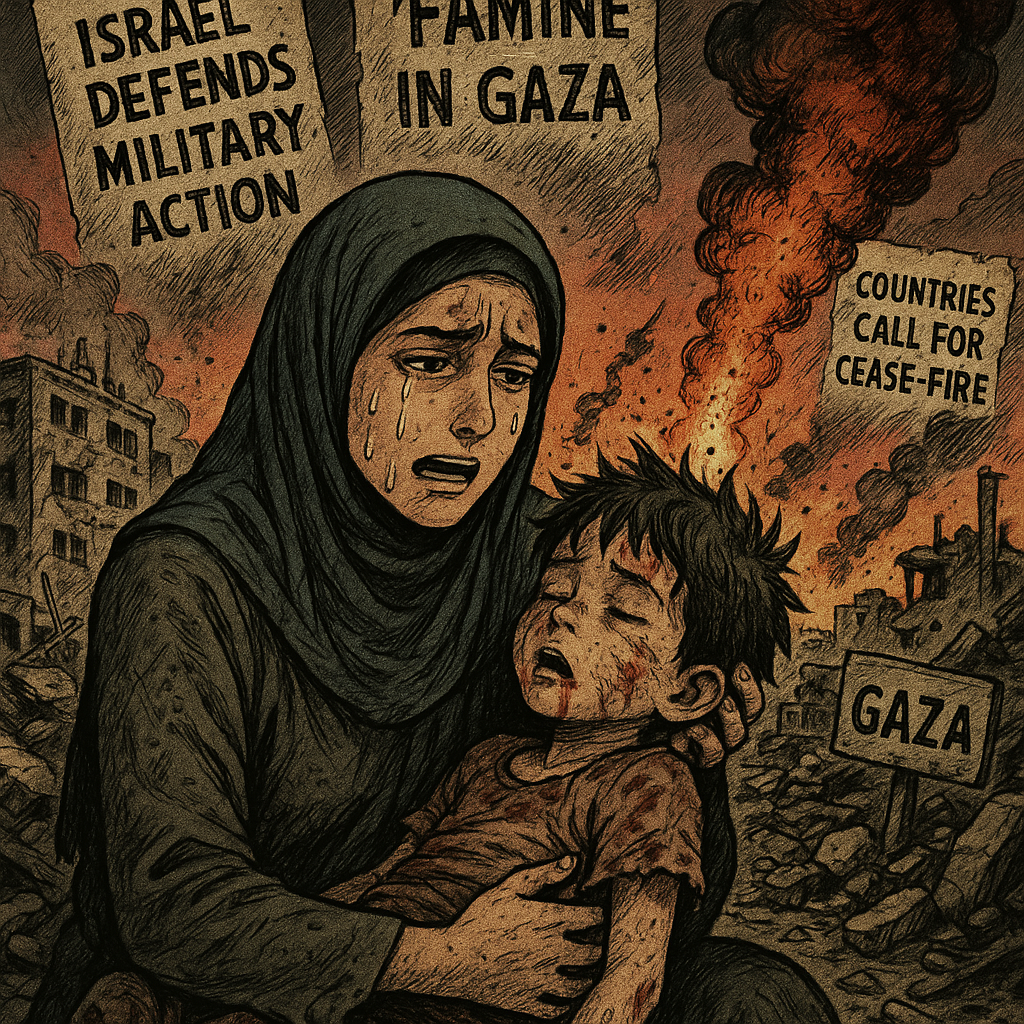 ISRAEL
DEFENDS
MILITARY
ACTION
'FAMINE
IN GAZA
COUNTRIES
CALL FOR
CEASE-FIRE
GAZA